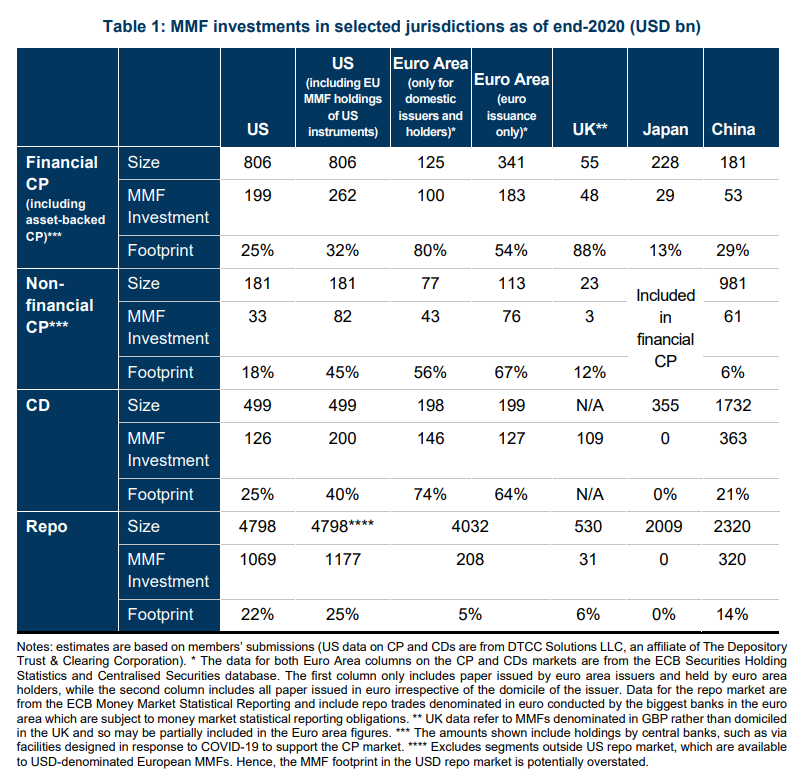 Table 1: MMF investments in selected jurisdictions as of end-2020 (USD bn)
US
US
(including EU
MMF holdings
of US
instruments)
Euro Area
(only for
domestic
issuers and
holders)*
Euro Area
(euro
issuance
only)*
UK**
Japan
China
Financial
CP
(including
asset-backed
CP)***
Size 806 806 125 341 55 228 181
MMF
Investment
199 262 100 183 48 29 53
Footprint 25% 32% 80% 54% 88% 13% 29%
Non-
financial
CP***
Size 181 181 77 113 23 981
Included
in
financial
CP
MMF
Investment
33 82 43 76 3 61
Footprint 18% 45% 56% 67% 12% 6%
CD
Size 499 499 198 199 N/A 355 1732
MMF
Investment
126 200 146 127 109 0 363
Footprint 25% 40% 74% 64% N/A 0% 21%
Repo
Size 4798 4798**** 4032 530 2009 2320
MMF
Investment
1069 1177 208 31 0 320
Footprint 22% 25% 5% 6% 0% 14%
Notes: estimates are based on members' submissions (US data on CP and CDs are from DTCC Solutions LLC, an affiliate of The Depository
Trust & Clearing Corporation). * The data for both Euro Area columns on the CP and CDs markets are from the ECB Securities Holding
Statistics and Centralised Securities database. The first column only includes paper issued by euro area issuers and held by euro area
holders, while the second column includes all paper issued in euro irrespective of the domicile of the issuer. Data for the repo market are
from the ECB Money Market Statistical Reporting and include repo trades denominated in euro conducted by the biggest banks in the euro
area which are subject to money market statistical reporting obligations. ** UK data refer to MMFs denominated in GBP rather than domiciled
in the UK and so may be partially included in the Euro area figures. *** The amounts shown include holdings by central banks, such as via
facilities designed in response to COVID-19 to support the CP market. **** Excludes segments outside US repo market, which are available
to USD-denominated European MMFs. Hence, the MMF footprint in the USD repo market is potentially overstated.